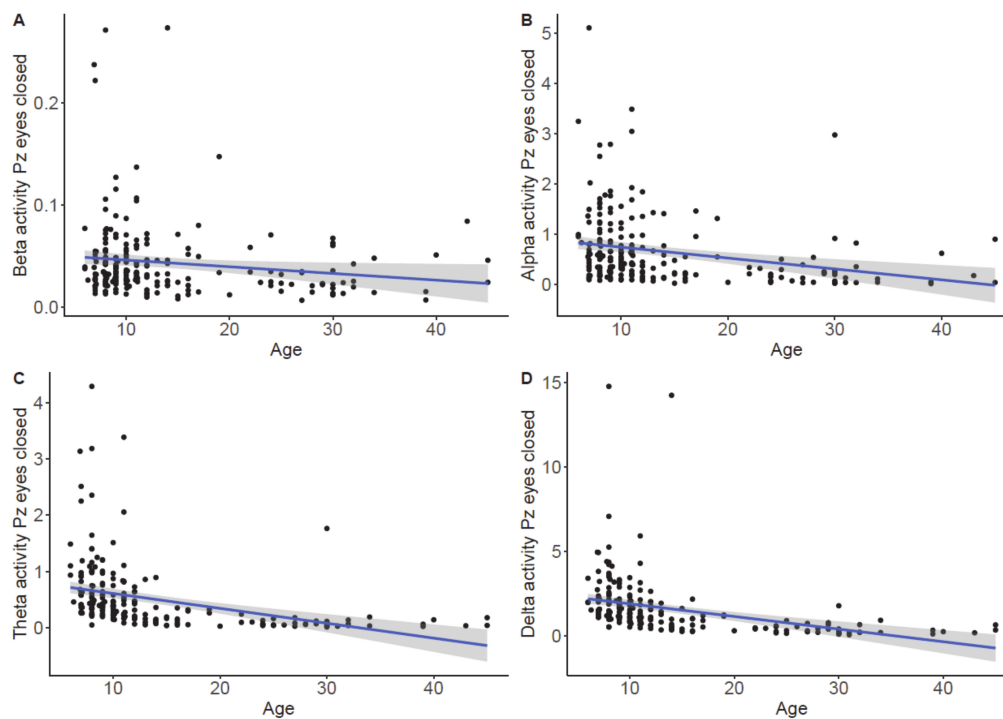 A
Beta activity Pz eyes closed
0.2
0.1
0.0
10
20
30
40
Age
B
Alpha activity Pz eyes closed
5
4
3
2
1
0
10
20
30
40
Age
C
Theta activity Pz eyes closed
4
3
2
1
0
10
20
30
40
Age
D
Delta activity Pz eyes closed
15
10
5
0
10
20
30
40
Age